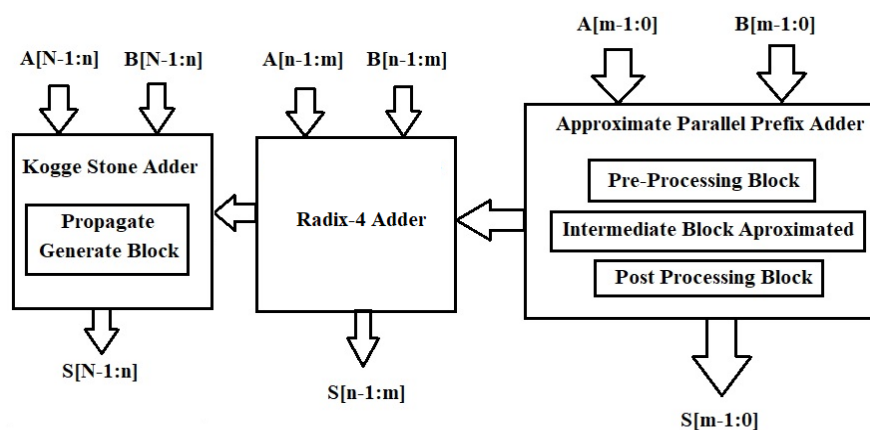 A[m-1:0] B[m-1:0]
A[N-1:n] B[N-1:n] A[n-1:m] B[n-1:m]
Approximate Parallel Prefix Adder
Kogge Stone Adder
Pre-Processing Block
Propagate
Generate Block
Radix-4 Adder
Intermediate Block Aproximated
Post Processing Block
S[N-1:n]
S[n-1:m]
S[m-1:0]